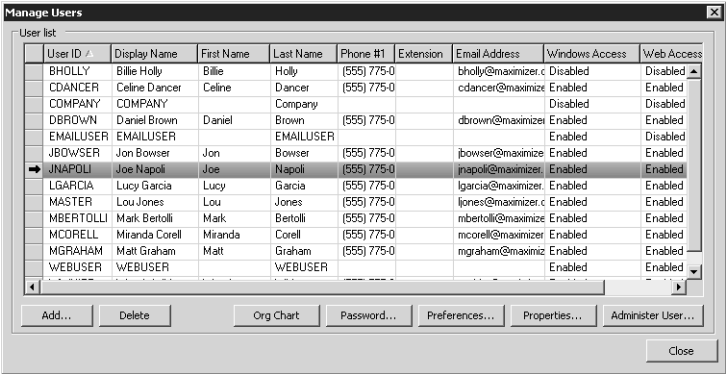 Manage Users
User list
User ID Display Name First Name Last Name Phone #1 Extension Email Address Windows Access Web Access
BHOLLY Billie Holly Billie Holly (555) 775-0 bholly@maximizer.c Disabled Disabled
CDANCER Celine Dancer Celine Dancer (555) 775-0 cdancer@maximize Enabled Enabled
COMPANY COMPANY Company Disabled Disabled
DBROWN Daniel Brown Daniel Brown (555) 775-0 dbrown@maximizer Enabled Enabled
EMAILUSER EMAILUSER EMAILUSER Enabled Disabled
JBOWSER Jon Bowser Jon Bowser (555) 775-0 jbowser@maximize Enabled Enabled
JNAPOLI Joe Napoli Joe Napoli (555) 775-0 jnapoli@maximizer. Enabled Enabled
LGARCIA Lucy Garcia Lucy Garcia (555) 775-0 lgarcia@maximizer. Enabled Enabled
MASTER Lou Jones Lou Jones (555) 775-0 ljones@maximizer.c Enabled Enabled
MBERTOLLI Mark Bertolli Mark Bertolli (555) 775-0 mbertolli@maximize Enabled Enabled
MCORELL Miranda Corell Miranda Corell (555) 775-0 mcorell@maximizer Enabled Enabled
MGRAHAM Matt Graham Matt Graham (555) 775-0 mgraham@maximiz Enabled Enabled
WEBUSER WEBUSER WEBUSER Enabled Enabled
Add... Delete Org Chart Password... Preferences... Properties... Administer User...
Close